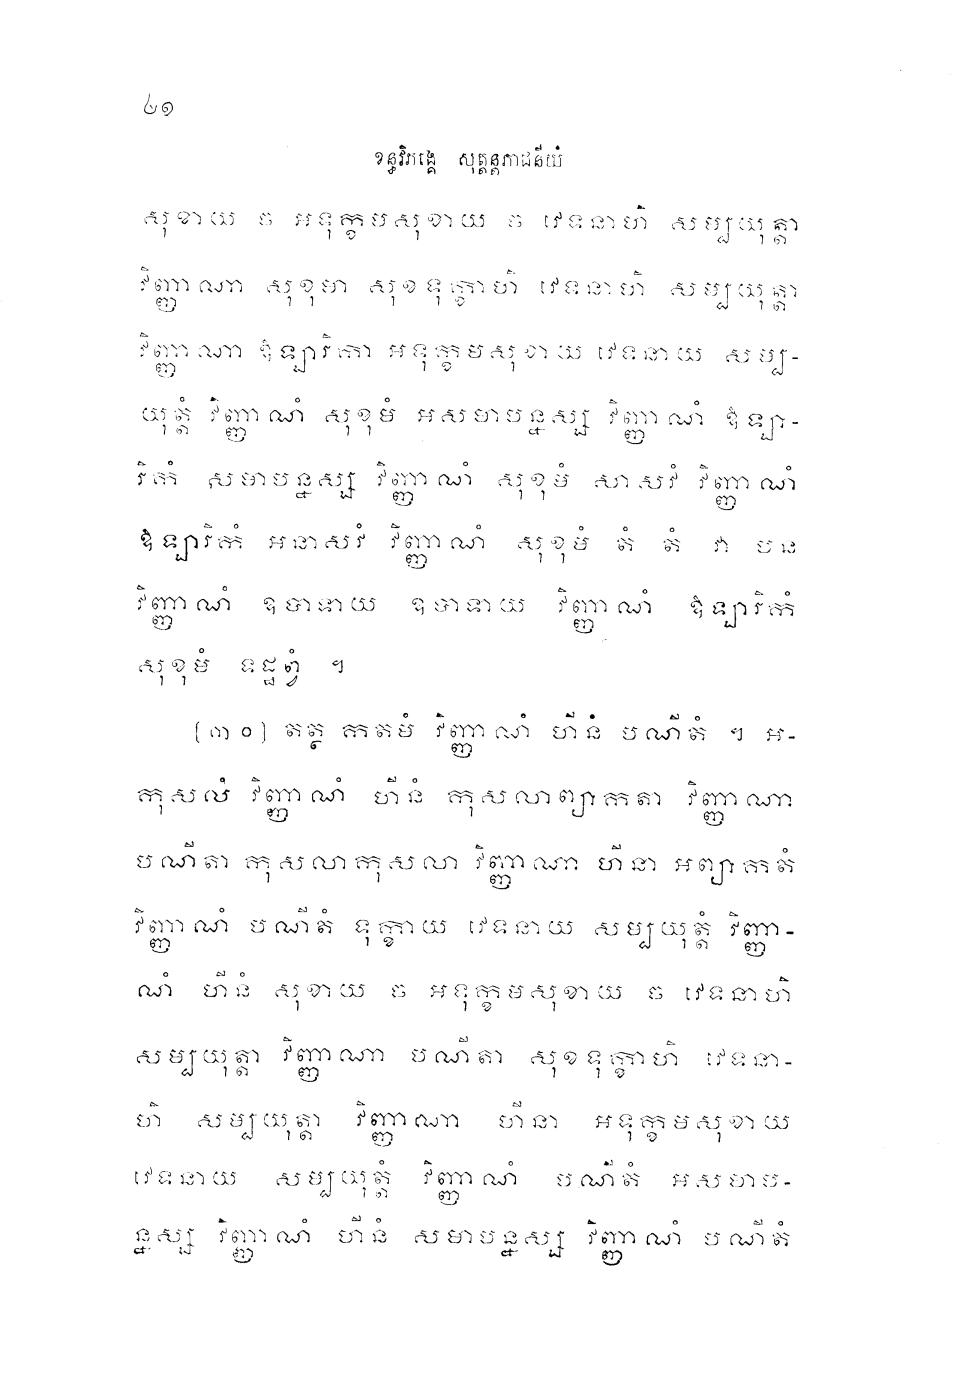 ៤១
ខន្ធវិភង្គេ សុត្តន្តភាជនីយំ
សុខាយ ច អទុក្ខមសុខាយ ច វេទនាហិ សម្បយុត្តា
វិញ្ញាណា សុខុមា សុខទុក្ខាហិ វេទនាហិ សម្បយុត្តា
វិញ្ញាណា ឱឡារិកា អទុក្ខមសុខាយ វេទនាយ សម្ប-
យុត្តំ វិញ្ញាណំ សុខុមំ អសមាបន្នស្ស វិញ្ញាណំ ឱឡា-
រិកំ សមាបន្នស្ស វិញ្ញាណំ សុខុមំ សាសវំ វិញ្ញាណំ
ឱឡារិកំ អនាសវំ វិញ្ញាណំ សុខុមំ តំ តំ វា បន
វិញ្ញាណំ ឧបាទាយ ឧបាទាយ វិញ្ញាណំ ឱឡារិកំ
សុខុមំ ទដ្ឋព្វំ ។
(៣០) តត្ថ កតមំ វិញ្ញាណំ ហីនំ បណីតំ ។ អ-
កុសលំ វិញ្ញាណំ ហីនំ កុសលាព្យាកតា វិញ្ញាណា
បណីតា កុសលាកុសលា វិញ្ញាណា ហីនា អព្យាកតំ
វិញ្ញាណំ បណីតំ ទុក្ខាយ វេទនាយ សម្បយុត្តំ វិញ្ញា-
ណំ ហីនំ សុខាយ ច អទុក្ខមសុខាយ ច វេទនាហិ
សម្បយុត្តា វិញ្ញាណា បណីតា សុខទុក្ខាហិ វេទនា-
ហិ សម្បយុត្តា វិញ្ញាណា ហីនា អទុក្ខមសុខាយ
វេទនាយ សម្បយុត្តំ វិញ្ញាណំ បណីតំ អសមាប-
ន្នស្ស វិញ្ញាណំ ហីនំ សមាបន្នស្ស វិញ្ញាណំ បណីតំ